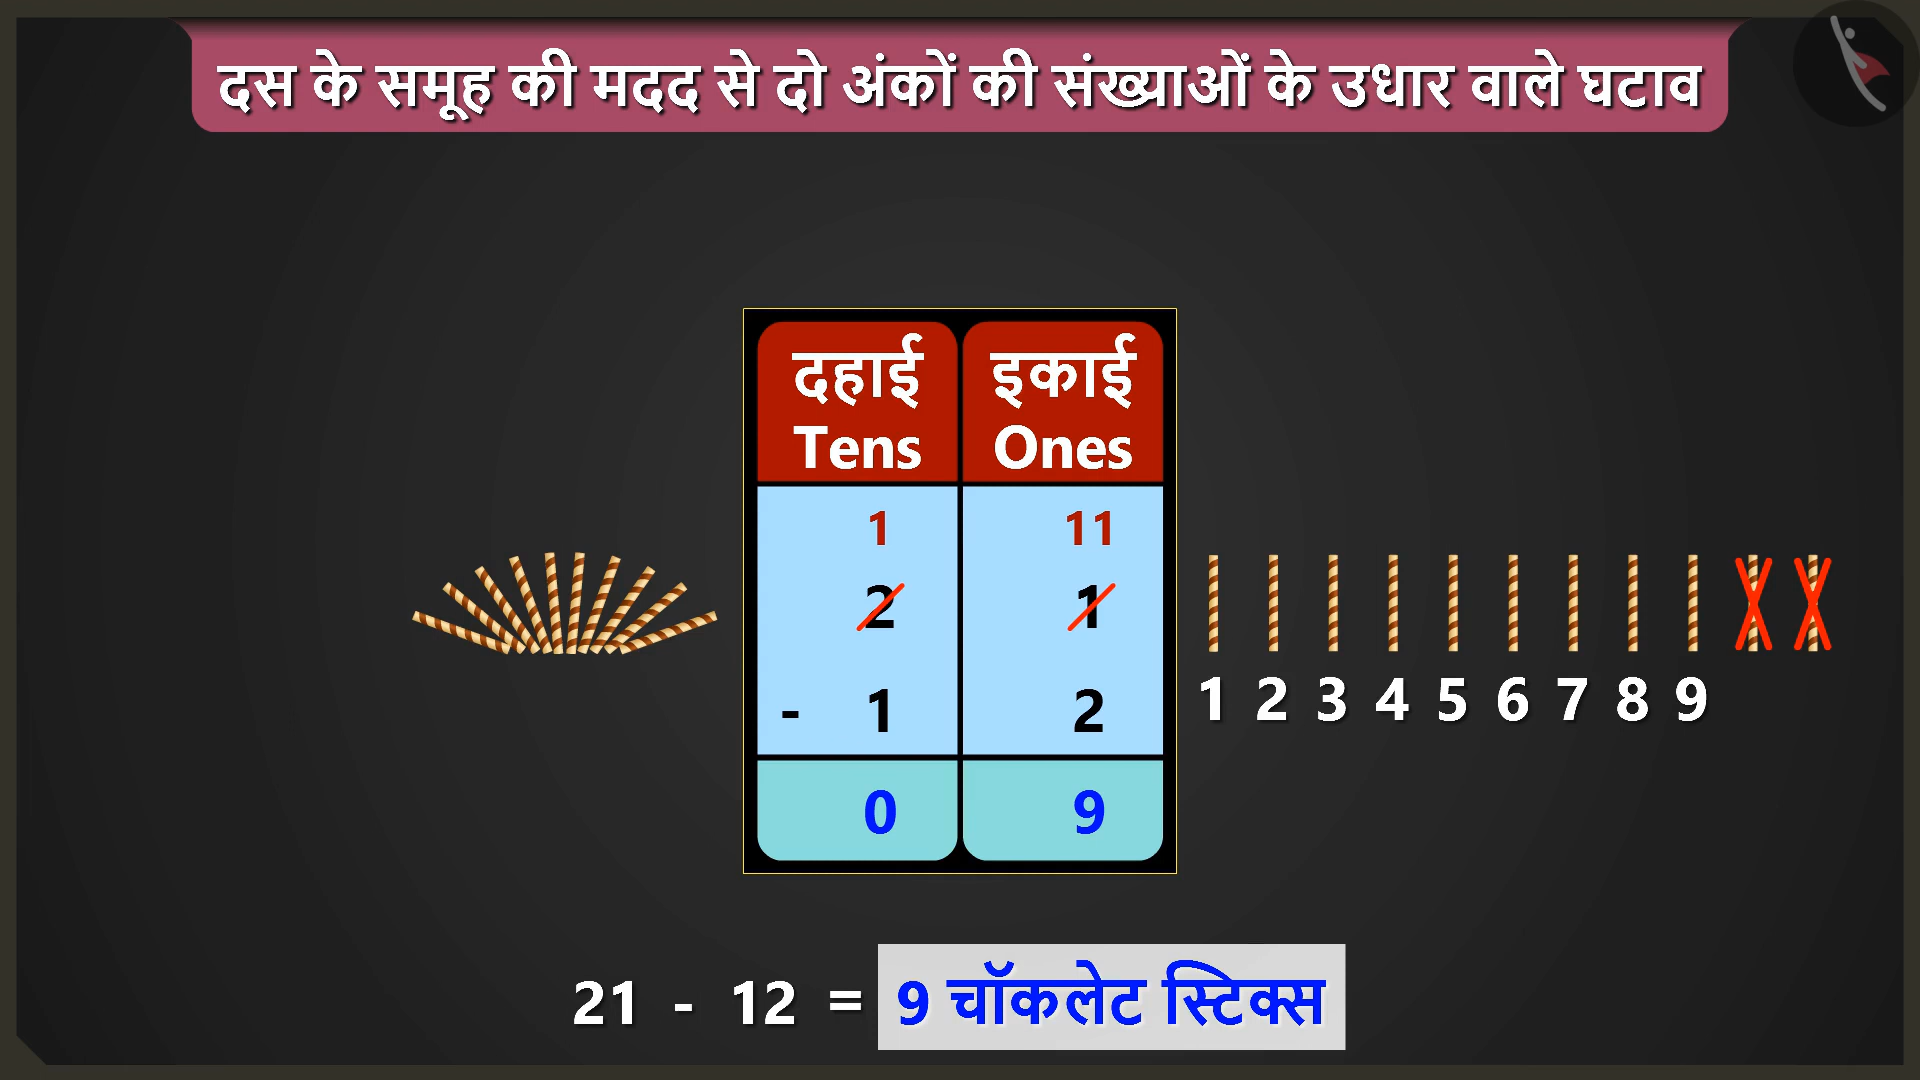 दस के समूह की मदद से दो अंकों की संख्याओं के उधार वाले घटाव
दहाई इकाई
Tens Ones
1 11
2 1
- 1 2
1 2 3 4 5 6 7 8 9
0 9
21 - 12 = 9 चॉकलेट स्टिक्स